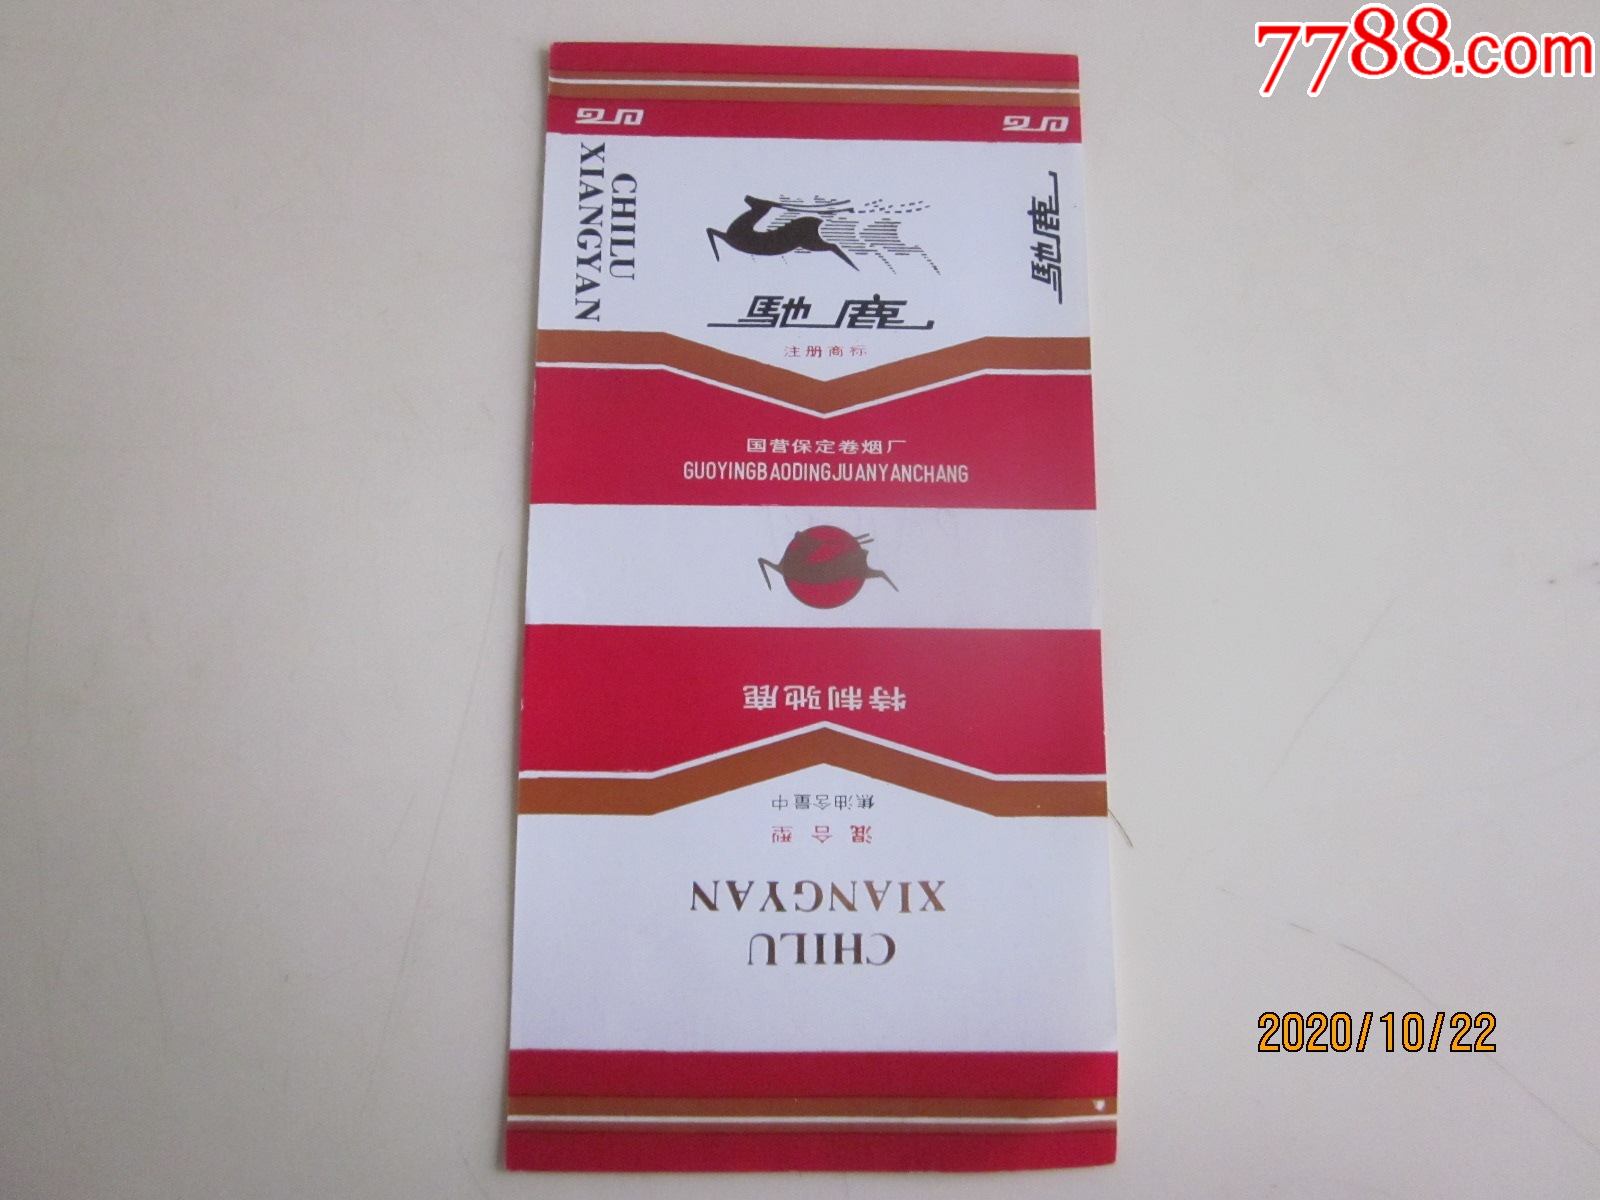 7788.com
CHILU
XIANGYAN
馳鹿
馳鹿
注册商标
国营保定卷烟厂
GUOYINGBAODINGJUANYANCHANG
特制驰鹿
焦油含量中
混合型
XIANGYAN
CHILU
2020/10/22